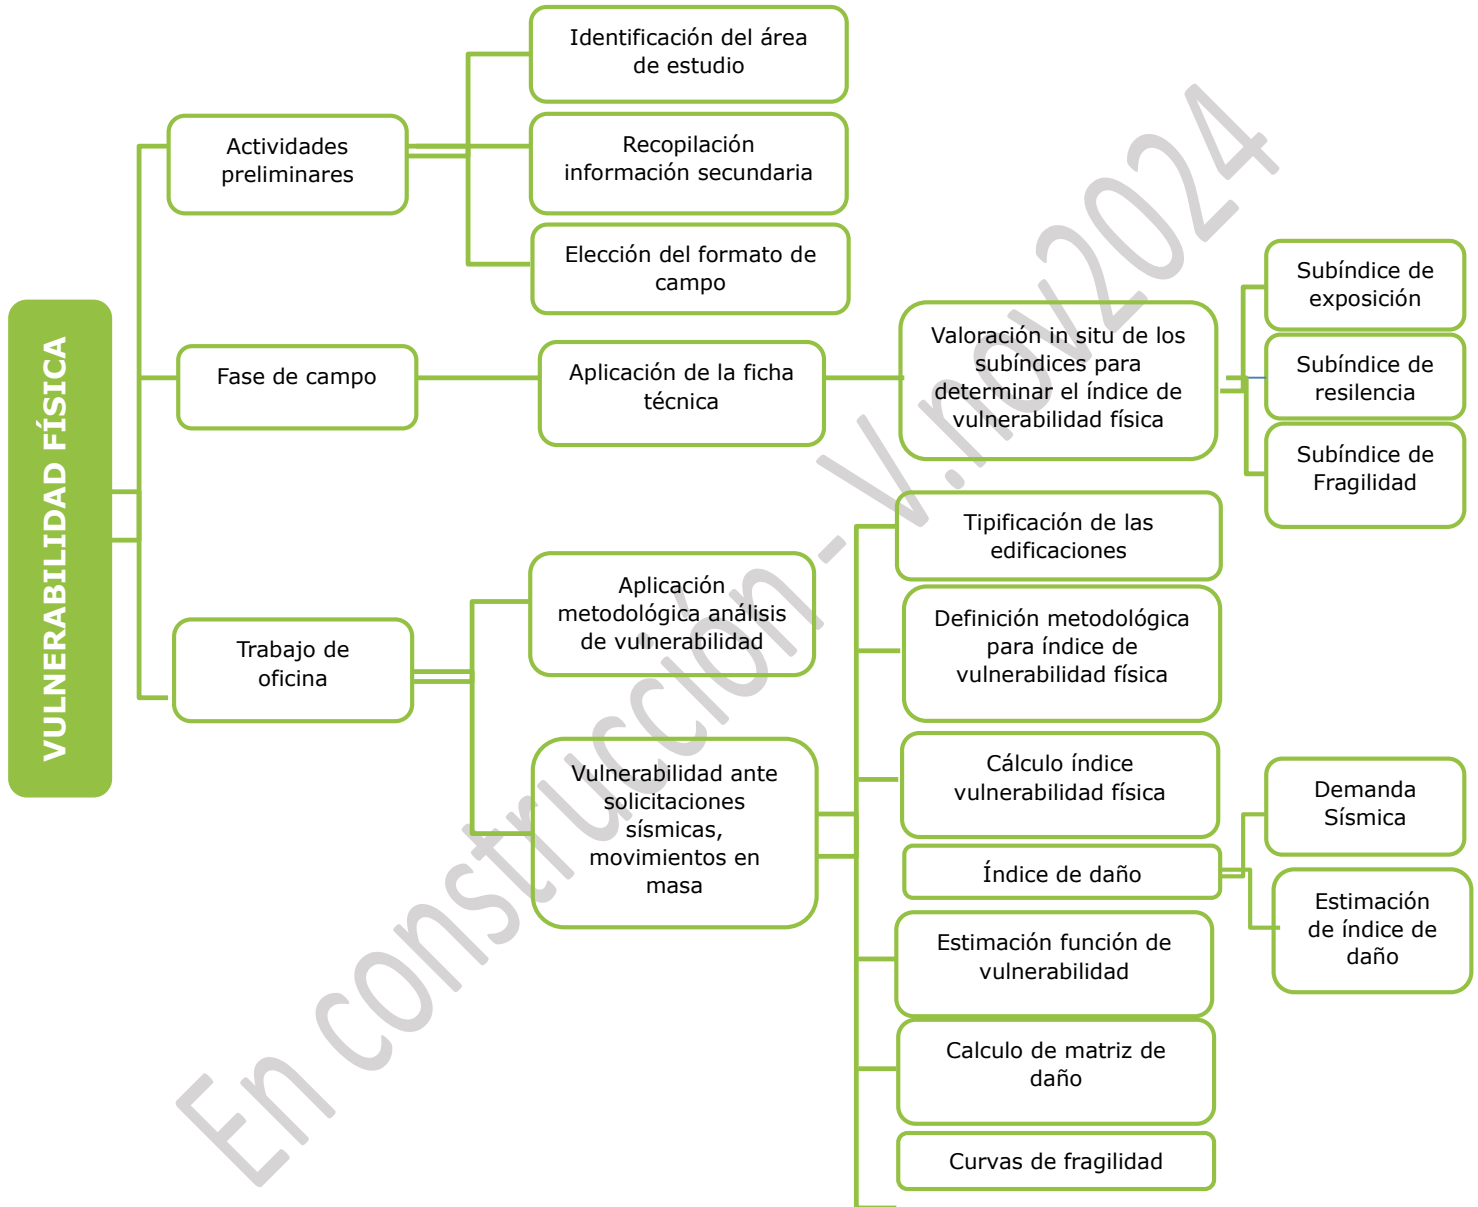 VULNERABILIDAD FÍSICA
Actividades
preliminares
Identificación del área
de estudio
Recopilación
información secundaria
Elección del formato de
campo
Fase de campo
Aplicación de la ficha
técnica
Valoración in situ de los
subíndices para
determinar el índice de
vulnerabilidad física
Subíndice de
exposición
Subíndice de
resilencia
Subíndice de
Fragilidad
Trabajo de
oficina
Aplicación
metodológica análisis
de vulnerabilidad
Vulnerabilidad ante
solicitaciones
sísmicas,
movimientos en
masa
Tipificación de las
edificaciones
Definición metodológica
para índice de
vulnerabilidad física
Cálculo índice
vulnerabilidad física
Índice de daño
Demanda
Sísmica
Estimación
de índice de
daño
Estimación función de
vulnerabilidad
Calculo de matriz de
daño
Curvas de fragilidad
En construcción - V.nov2024